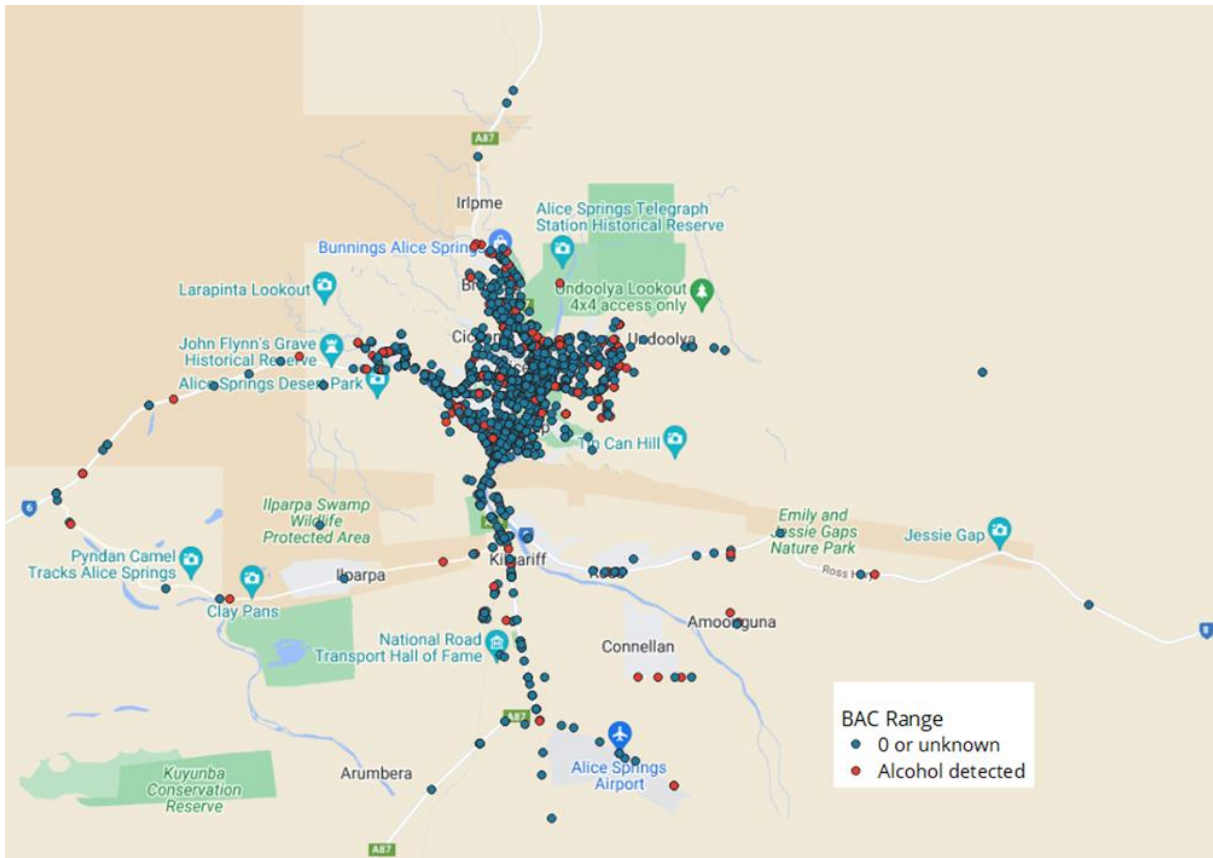 A87
Irlpme
Alice Springs Telegraph
Station Historical Reserve
Bunnings Alice Springs
Larapinta Lookout
Undoolya Lookout
4x4 access only
John Flynn's Grave
Historical Reserve
Undoolya
Alice Springs Desert Park
Tin Can Hill
6
Ilparpa Swamp
Wildlife
Protected Area
Emily and
Jessie Gaps
Nature Park
Jessie Gap
Pyndan Camel
Tracks Alice Springs
Ilparpa
Kilgariff
Ross
Ross Hwy
Clay Pans
Amoonguna
8
National Road
Transport Hall of Fame
Connellan
A87
BAC Range
0 or unknown
Alcohol detected
Alice Springs
Airport
Arumbera
Kuyunba
Conservation
Reserve
A87